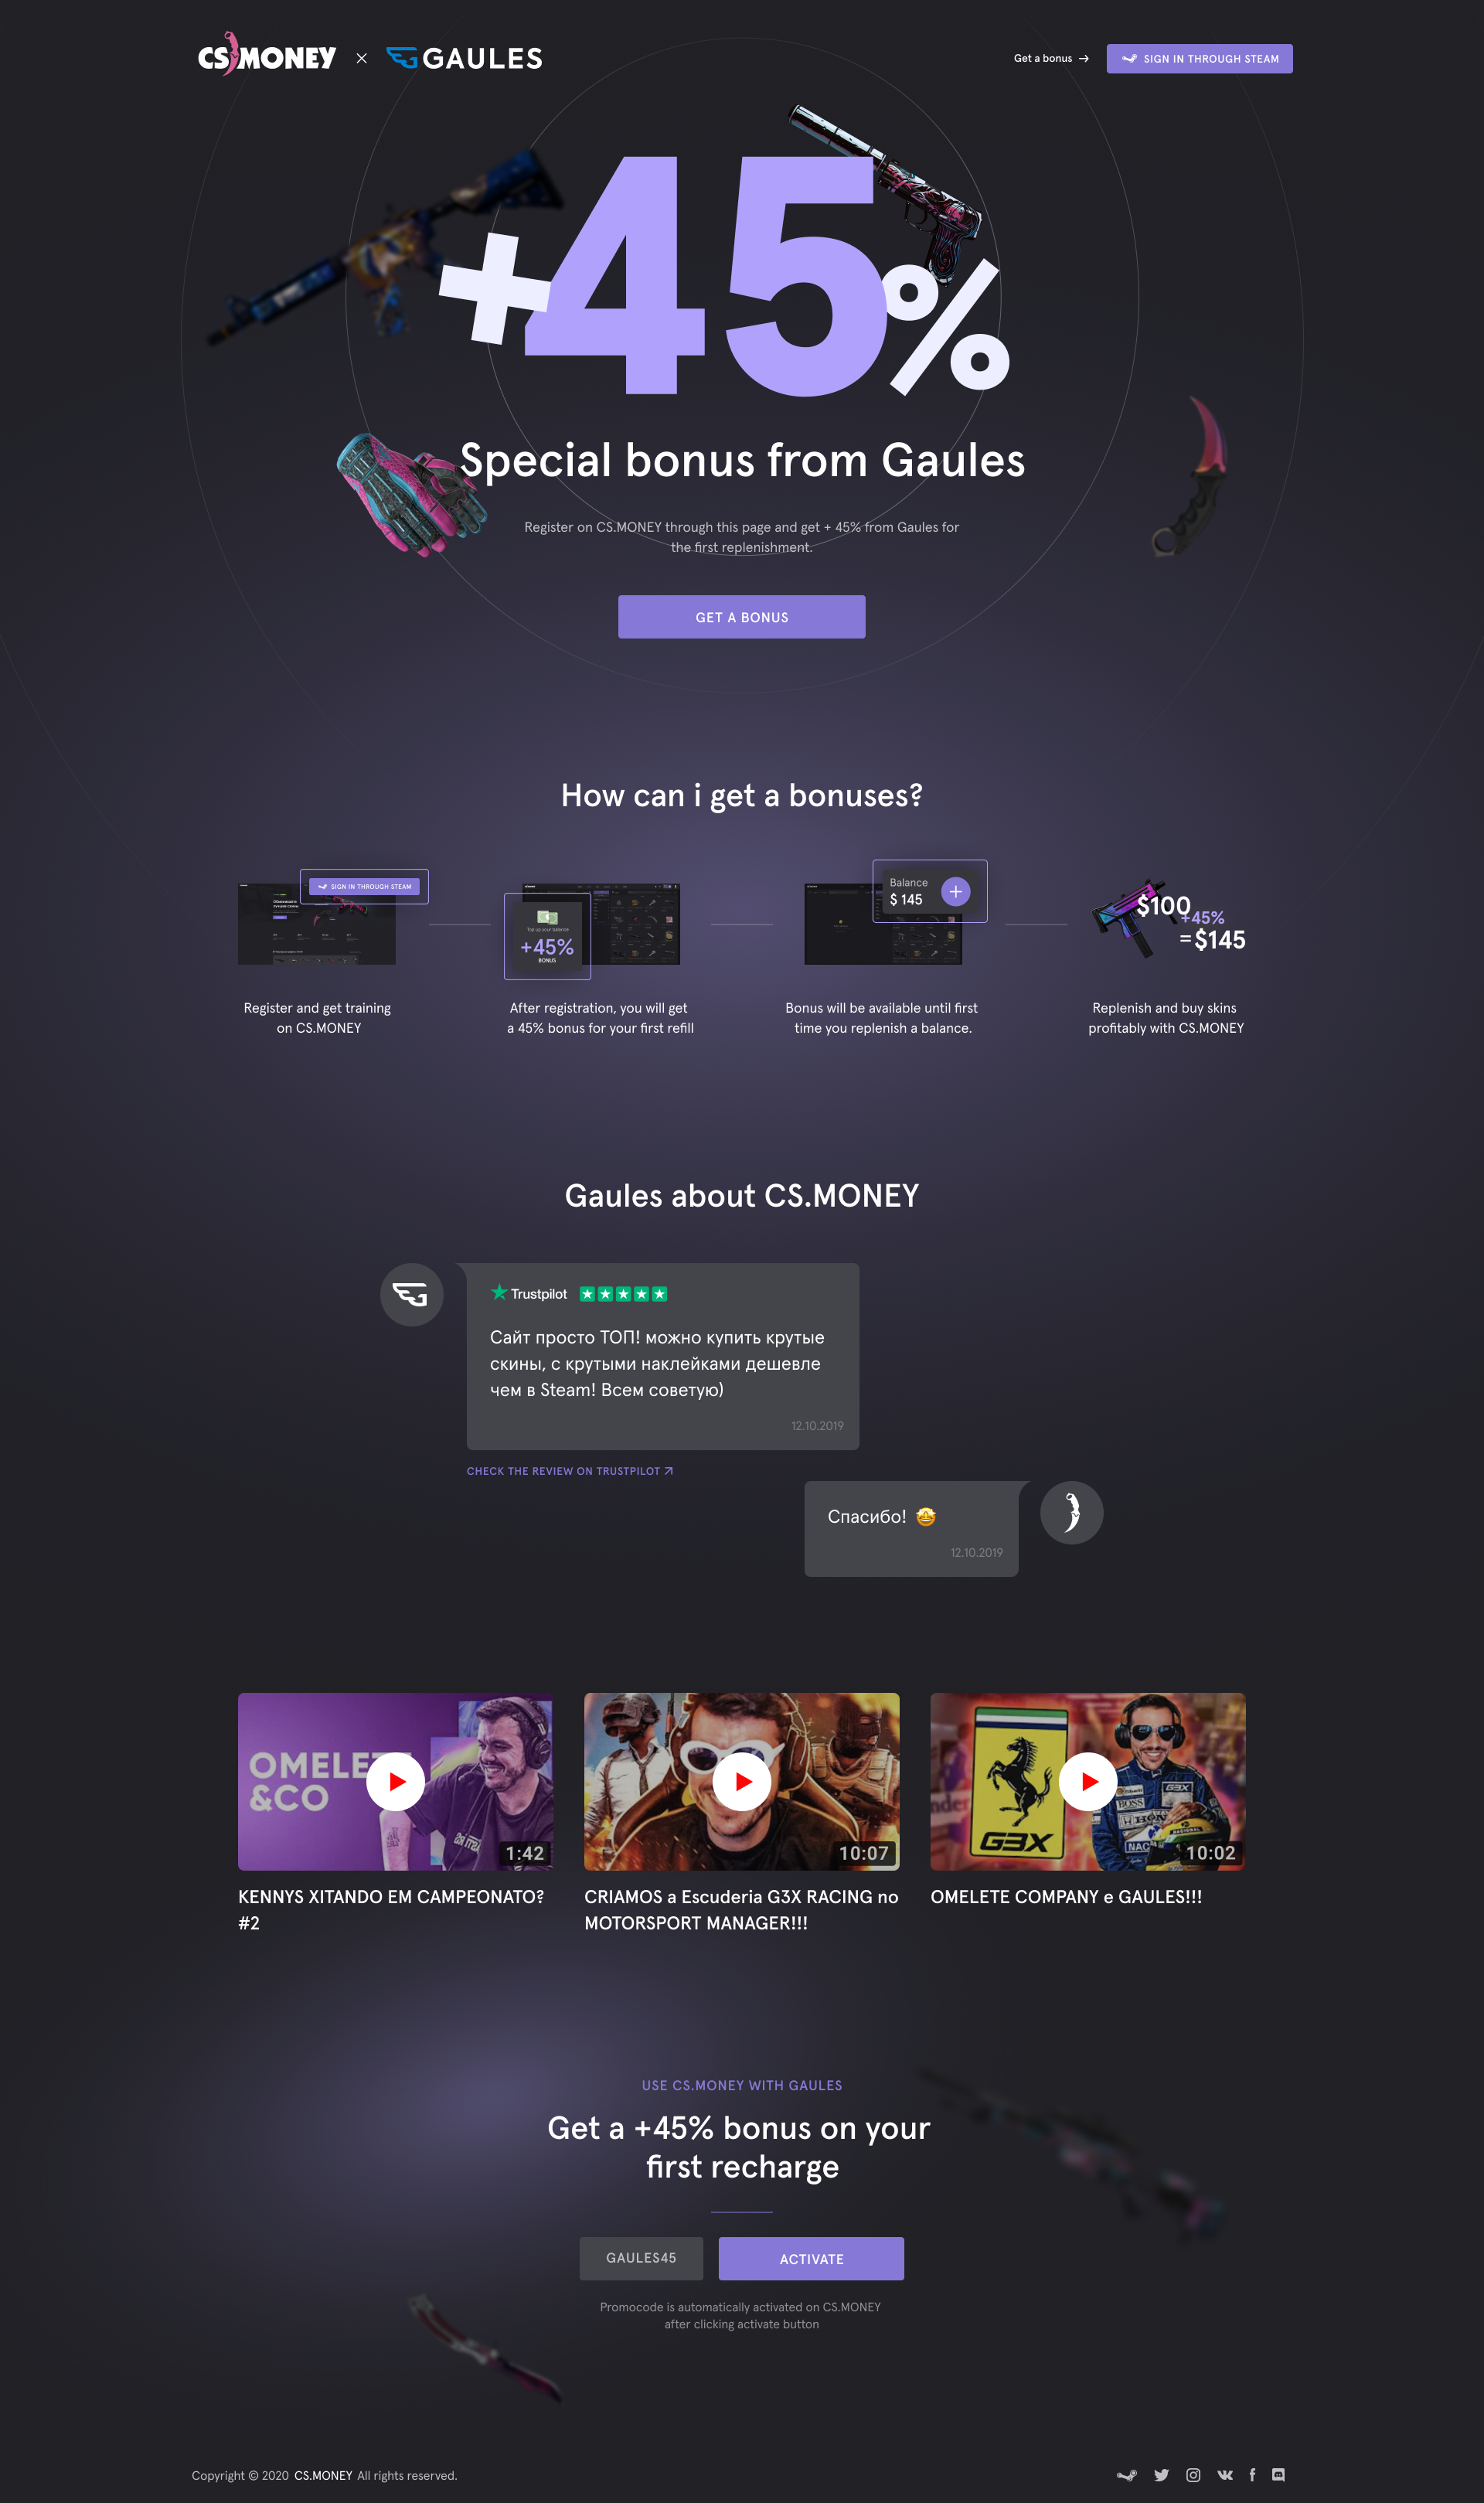 CS MONEY × GAULES
Get a bonus →
SIGN IN THROUGH STEAM
+45%
Special bonus from Gaules
Register on CS.MONEY through this page and get + 45% from Gaules for
the first replenishment.
GET A BONUS
How can i get a bonuses?
SIGN IN THROUGH STEAM
Top up your balance
+45%
BONUS
Balance
$ 145
$100
+45%
=$145
Register and get training
on CS.MONEY
After registration, you will get
a 45% bonus for your first refill
Bonus will be available until first
time you replenish a balance.
Replenish and buy skins
profitably with CS.MONEY
Gaules about CS.MONEY
Trustpilot
Сайт просто ТОП! можно купить крутые
скины, с крутыми наклейками дешевле
чем в Steam! Всем советую)
12.10.2019
CHECK THE REVIEW ON TRUSTPILOT
Спасибо! 🤩
12.10.2019
OMELETE
&CO
1:42
10:07
G3X
G3X
BOSS
10:02
KENNYS XITANDO EM CAMPEONATO?
#2
CRIAMOS a Escuderia G3X RACING no
MOTORSPORT MANAGER!!!
OMELETE COMPANY e GAULES!!!
USE CS.MONEY WITH GAULES
Get a +45% bonus on your
first recharge
GAULES45
ACTIVATE
Promocode is automatically activated on CS.MONEY
after clicking activate button
Copyright © 2020 CS.MONEY All rights reserved.